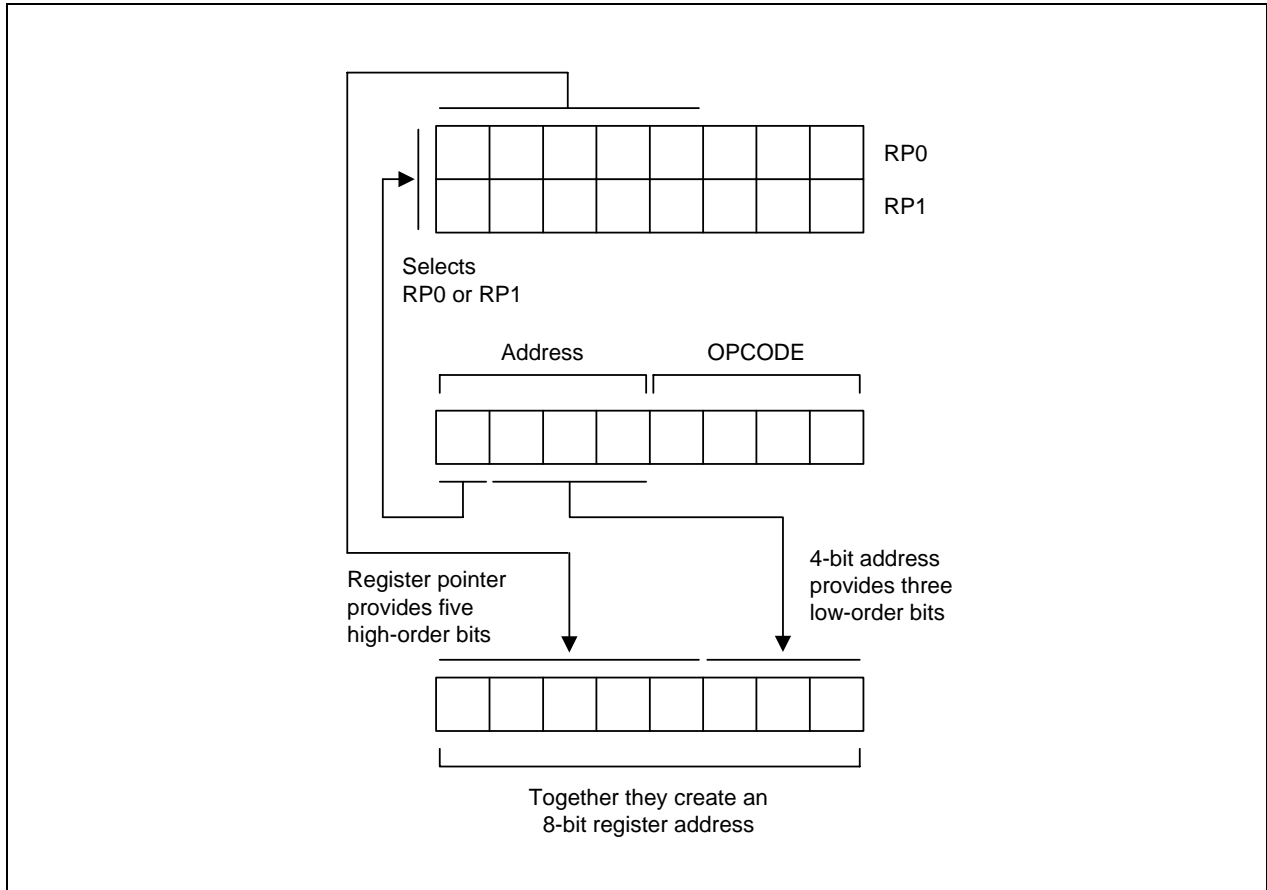 RP0
RP1
Selects
RP0 or RP1
Address
OPCODE
Register pointer
provides five
high-order bits
4-bit address
provides three
low-order bits
Together they create an
8-bit register address